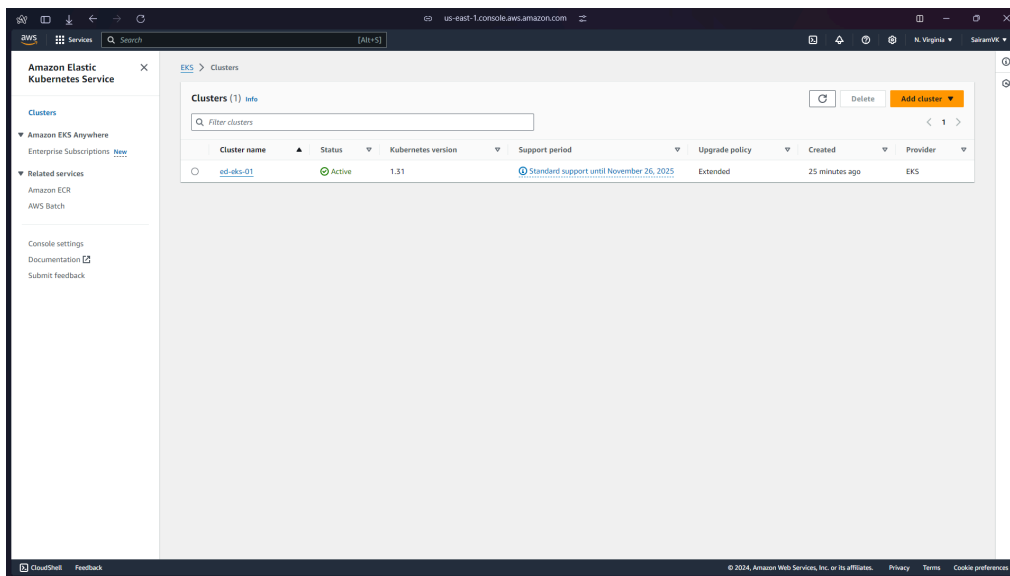 us-east-1.console.aws.amazon.com
aws Services Search [Alt+S] N. Virginia SairamVK
Amazon Elastic
Kubernetes Service
Clusters
Amazon EKS Anywhere
Enterprise Subscriptions New
Related services
Amazon ECR
AWS Batch
Console settings
Documentation
Submit feedback
EKS > Clusters
Clusters (1) Info
Delete Add cluster
Filter clusters
1
Cluster name Status Kubernetes version Support period Upgrade policy Created Provider
ed-eks-01 Active 1.31 Standard support until November 26, 2025 Extended 25 minutes ago EKS
CloudShell Feedback © 2024, Amazon Web Services, Inc. or its affiliates. Privacy Terms Cookie preferences